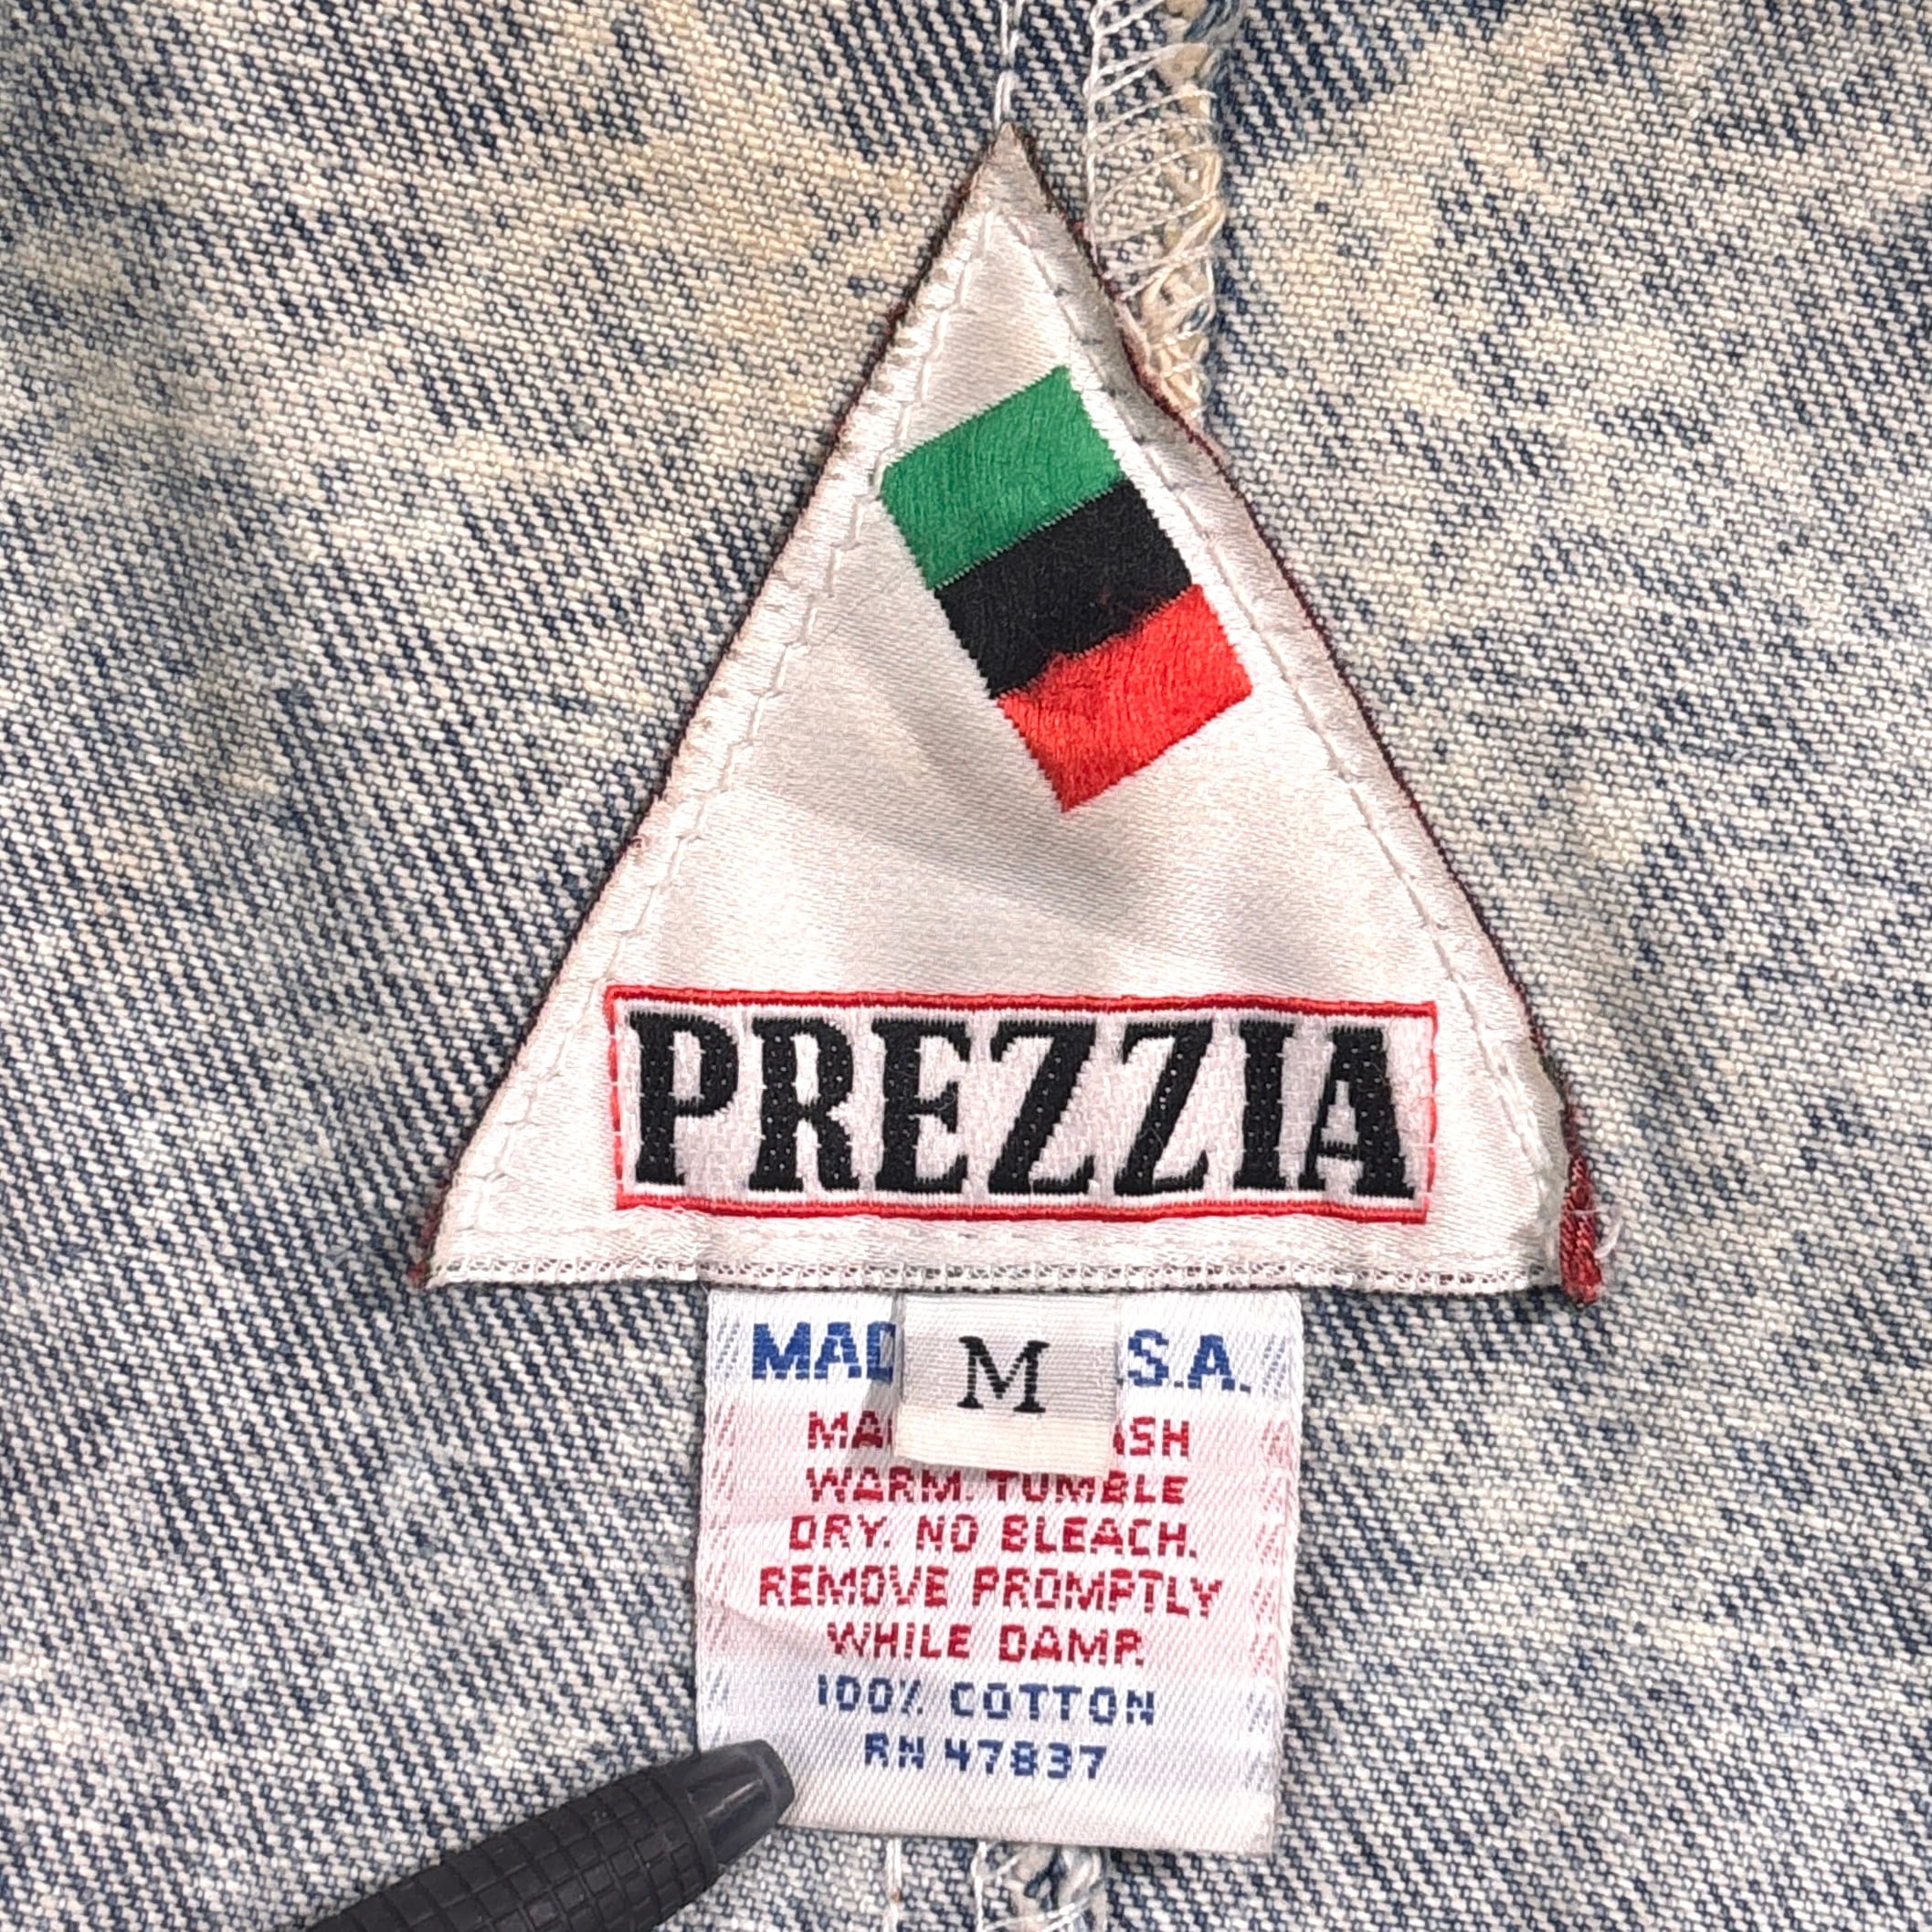 PREZZIA
M
S.A.
WARM. TUMBLE
DRY. NO BLEACH.
REMOVE PROMPTLY
WHILE DAMP.
100% COTTON
RN 47837